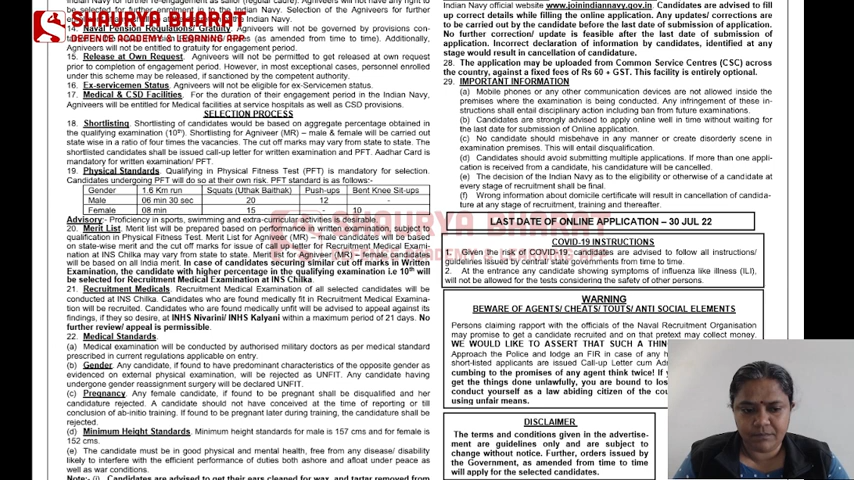 Indian Navy for further re-engagement as sailor (regular cadre). Agniveers will not have any right to
be selected for further enrolment in to the Indian Navy. Selection of the Agniveers for further
SHAURYA BHARAT
DEFENCE ACADEMY & LEARNING APP
14. Naval Pension Regulations/ Gratuity. Agniveers will not be governed by provisions con-
(as amended from time to time). Additionally,
Agniveers will not be entitled to gratuity for engagement period.
15. Release at Own Request. Agniveers will not be permitted to get released at own request
prior to completion of engagement period. However, in most exceptional cases, personnel enrolled
under this scheme may be released, if sanctioned by the competent authority.
16. Ex-servicemen Status. Agniveers will not be eligible for ex-Servicemen status.
17. Medical & CSD Facilities. For the duration of their engagement period in the Indian Navy,
Agniveers will be entitled for Medical facilities at service hospitals as well as CSD provisions.
SELECTION PROCESS
18. Shortlisting. Shortlisting of candidates would be based on aggregate percentage obtained in
the qualifying examination (10th). Shortlisting for Agniveer (MR) – male & female will be carried out
state wise in a ratio of four times the vacancies. The cut off marks may vary from state to state. The
shortlisted candidates shall be issued call-up letter for written examination and PFT. Aadhar Card is
mandatory for written examination/ PFT.
19. Physical Standards. Qualifying in Physical Fitness Test (PFT) is mandatory for selection.
Candidates undergoing PFT will do so at their own risk. PFT standard is as follows:-
Gender 1.6 Km run Squats (Uthak Baithak) Push-ups Bent Knee Sit-ups
Male 06 min 30 sec 20 12 -
Female 08 min 15 - 10
Advisory:- Proficiency in sports, swimming and extra-curricular activities is desirable.
20. Merit List. Merit list will be prepared based on performance in written examination, subject to
qualification in Physical Fitness Test. Merit List for Agniveer (MR) – male candidates will be based
on state-wise merit and the cut off marks for issue of call up letter for Recruitment Medical Exami-
nation at INS Chilka may vary from state to state. Merit list for Agniveer (MR) – female candidates
will be based on All India merit. In case of candidates securing similar cut off marks in Written
Examination, the candidate with higher percentage in the qualifying examination i.e 10th will
be selected for Recruitment Medical Examination at INS Chilka.
21. Recruitment Medicals. Recruitment Medical Examination of all selected candidates will be
conducted at INS Chilka. Candidates who are found medically fit in Recruitment Medical Examina-
tion will be recruited. Candidates who are found medically unfit will be advised to appeal against its
findings, if they so desire, at INHS Nivarini/ INHS Kalyani within a maximum period of 21 days. No
further review/ appeal is permissible.
22. Medical Standards.
(a) Medical examination will be conducted by authorised military doctors as per medical standard
prescribed in current regulations applicable on entry.
(b) Gender. Any candidate, if found to have predominant characteristics of the opposite gender as
evidenced on external physical examination, will be rejected as UNFIT. Any candidate having
undergone gender reassignment surgery will be declared UNFIT.
(c) Pregnancy. Any female candidate, if found to be pregnant shall be disqualified and her
candidature rejected. A candidate should not have conceived at the time of reporting or till
conclusion of ab-initio training. If found to be pregnant later during training, the candidature shall be
rejected.
(d) Minimum Height Standards. Minimum height standards for male is 157 cms and for female is
152 cms.
(e) The candidate must be in good physical and mental health, free from any disease/ disability
likely to interfere with the efficient performance of duties both ashore and afloat under peace as
well as war conditions.
Note:- (i) Candidates are advised to get their ears cleaned for wax, and tartar removed from
Indian Navy official website www.joinindiannavy.gov.in. Candidates are advised to
fill up correct details while filling the online application. Any updates/ corrections are
to be carried by the candidate before the last date of submission of application.
No further correction/ update is feasible after the last date of submission of
application. Incorrect declaration of information by candidates, identified at any
stage would result in cancellation of candidature.
28. The application may be uploaded from Common Service Centres (CSC) across
the country, against a fixed fees of Rs 60 + GST. This facility is entirely optional.
29. IMPORTANT INFORMATION
(a) Mobile phones or any other communication devices are not allowed inside the
premises where the examination is being conducted. Any infringement of these in-
structions shall entail disciplinary action including ban from future examinations.
(b) Candidates are strongly advised to apply online well in time without waiting for
the last date for submission of Online application.
(c) No candidate should misbehave in any manner or create disorderly scene in
examination premises. This will entail disqualification.
(d) Candidates should avoid submitting multiple applications. If more than one appli-
cation is received from a candidate, his candidature will be cancelled.
(e) The decision of the Indian Navy as to the eligibility or otherwise of a candidate at
every stage of recruitment shall be final.
(f) Wrong information about domicile certificate will result in cancellation of candida-
ture at any stage of recruitment, training and thereafter.
LAST DATE OF ONLINE APPLICATION – 30 JUL 22
COVID-19 INSTRUCTIONS
1. Given the risk of COVID-19, candidates are advised to follow all instructions/
guidelines issued by central/ state governments from time to time.
2. At the entrance any candidate showing symptoms of influenza like illness (ILI),
will not be allowed for the tests considering the safety of other persons.
WARNING
BEWARE OF AGENTS/ CHEATS/ TOUTS/ ANTI SOCIAL ELEMENTS
Persons claiming rapport with the officials of the Naval Recruitment Organisation
may promise to get a candidate recruited and on that pretext may collect money.
WE WOULD LIKE TO ASSERT THAT SUCH A THIN
Approach the Police and lodge an FIR in case of any h
short-listed applicants are issued Call-up Letter cum Adm
cumbing to the promises of any agent think twice! If y
get the things done unlawfully, you are bound to los
conduct yourself as a law abiding citizen of the cou
using unfair means.
DISCLAIMER
The terms and conditions given in the advertise-
ment are guidelines only and are subject to
change without notice. Further, orders issued by
the Government, as amended from time to time
will apply for the selected candidates.